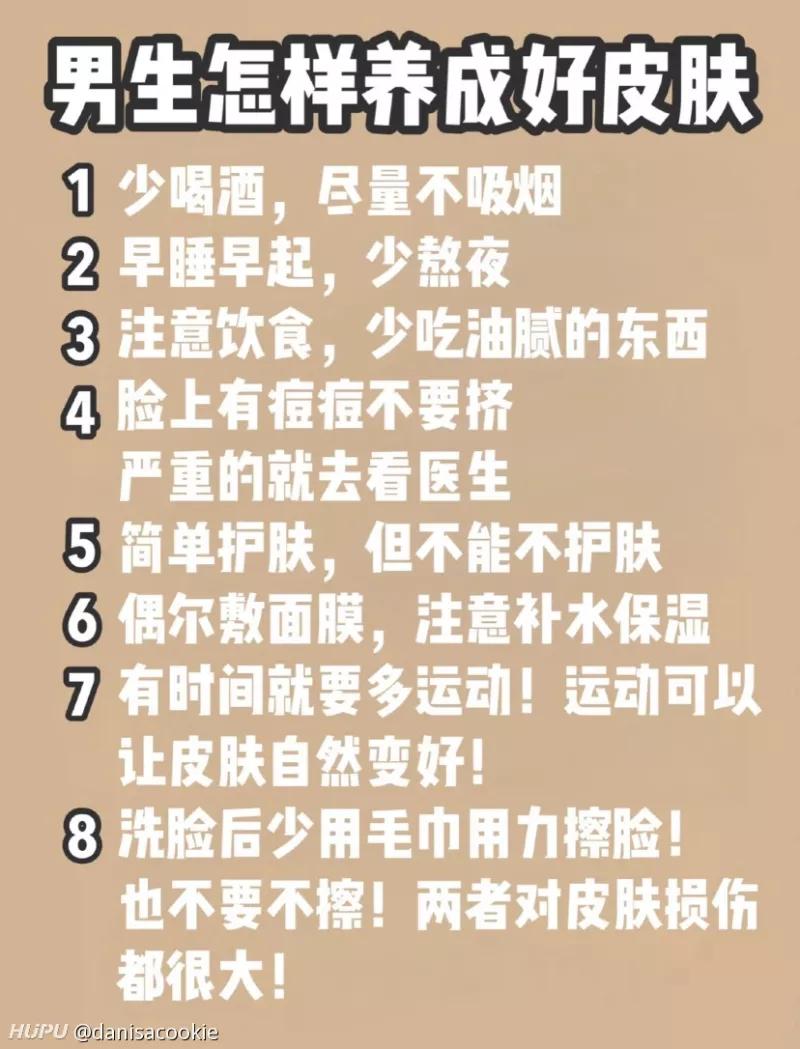 男生怎样养成好皮肤
1 少喝酒，尽量不吸烟
2 早睡早起，少熬夜
3 注意饮食，少吃油腻的东西
4 脸上有痘痘不要挤
严重的就去看医生
5 简单护肤，但不能不护肤
6 偶尔敷面膜，注意补水保湿
7 有时间就要多运动！运动可以
让皮肤自然变好！
8 洗脸后少用毛巾用力擦脸！
也不要不擦！两者对皮肤损伤
都很大！
HUPU @danisacookie